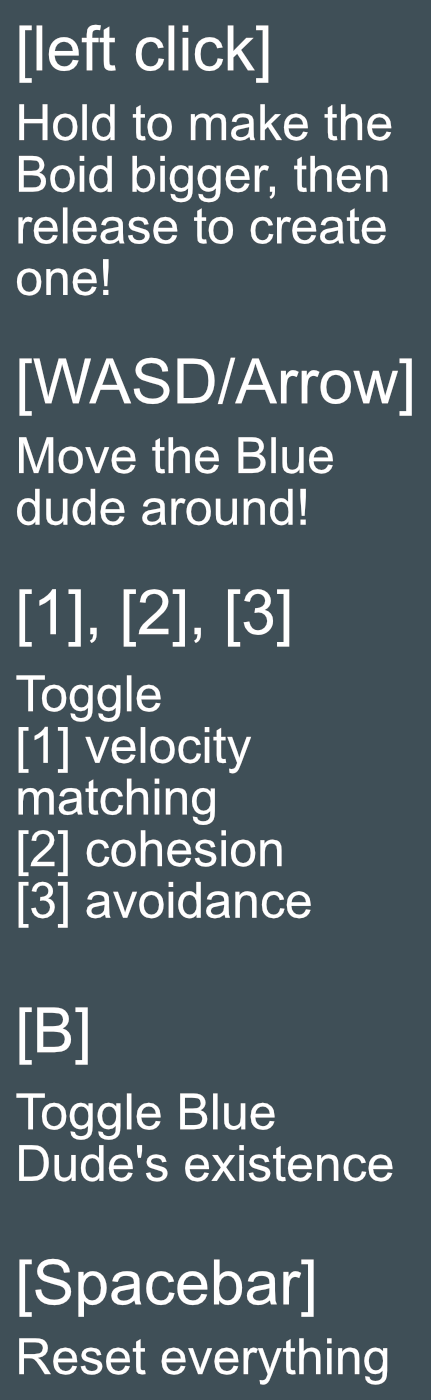 [left click]
Hold to make the
Boid bigger, then
release to create
one!
[WASD/Arrow]
Move the Blue
dude around!
[1], [2], [3]
Toggle
[1] velocity
matching
[2] cohesion
[3] avoidance
[B]
Toggle Blue
Dude's existence
[Spacebar]
Reset everything